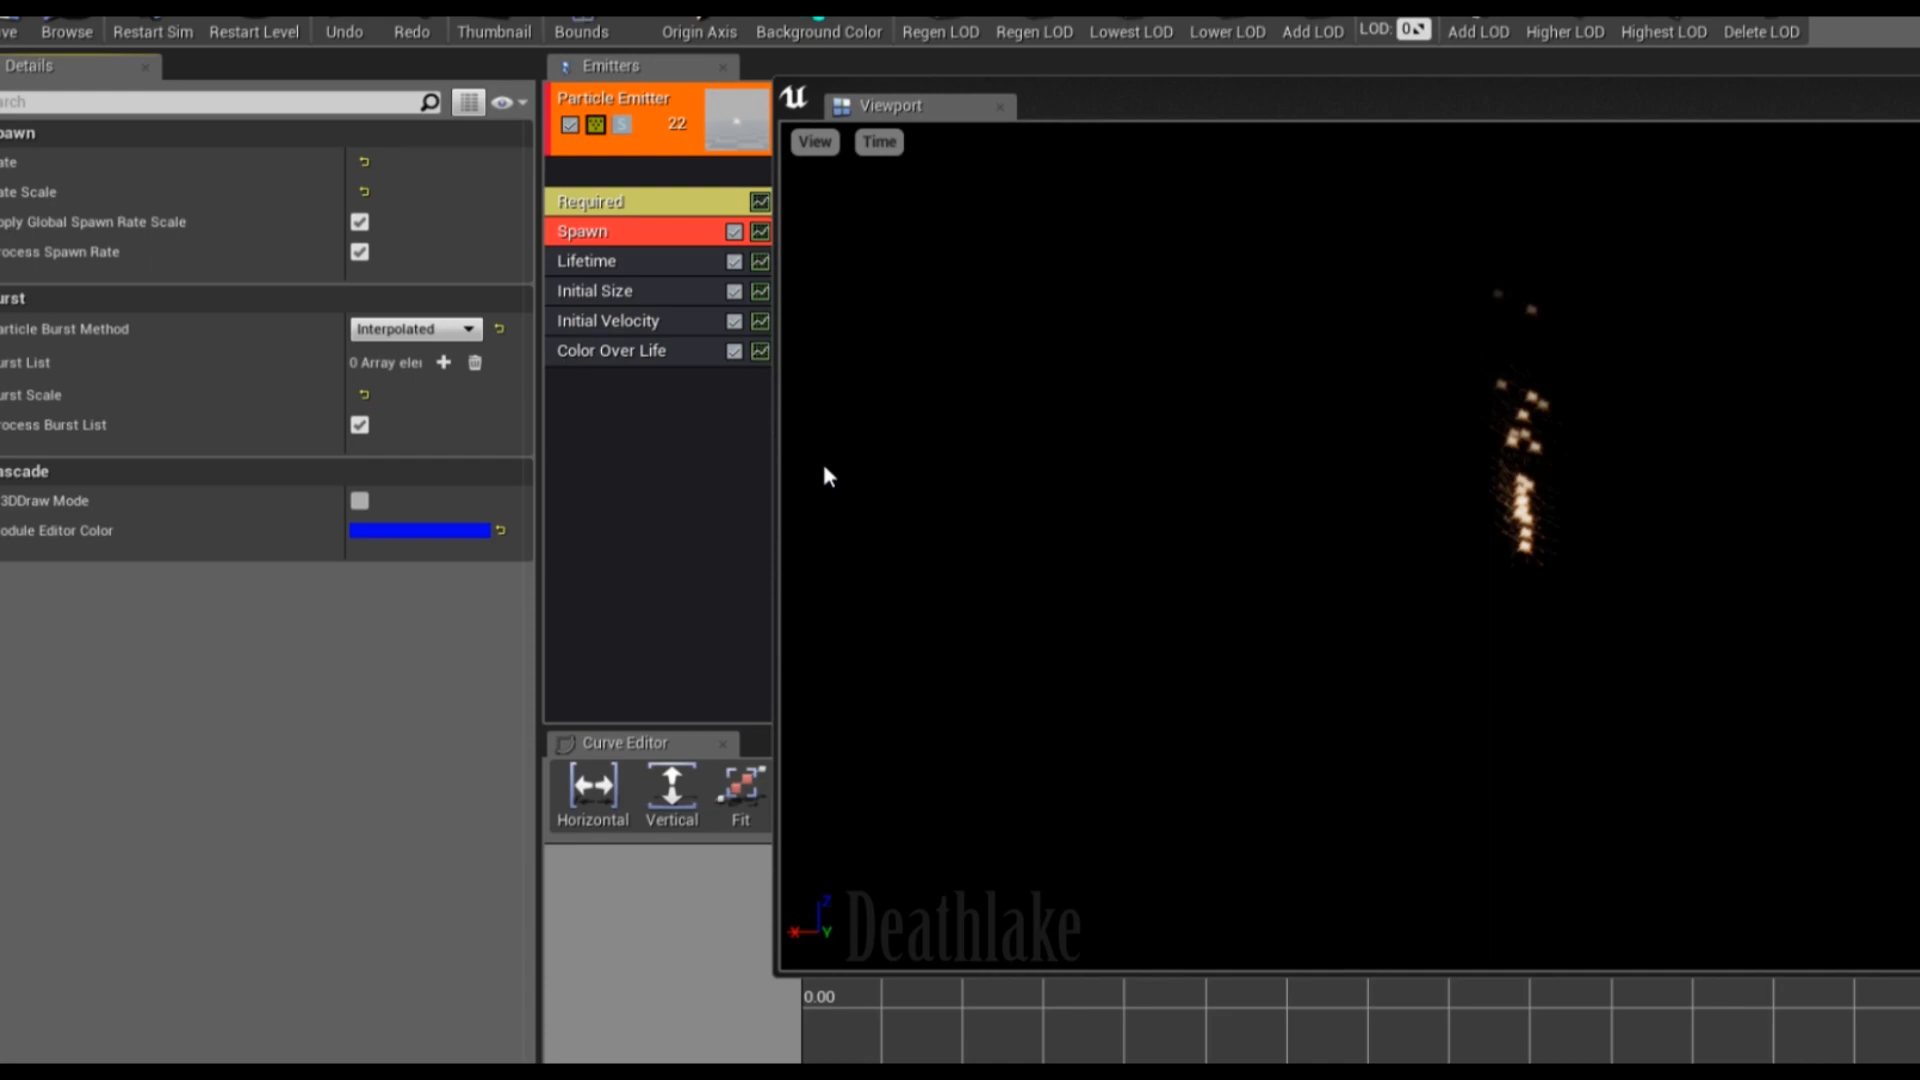 ve Browse Restart Sim Restart Level Undo Redo Thumbnail Bounds Origin Axis Background Color Regen LOD Regen LOD Lowest LOD Lower LOD Add LOD LOD: 0 Add LOD Higher LOD Highest LOD Delete LOD
Details
arch
pawn
ate
ate Scale
pply Global Spawn Rate Scale
rocess Spawn Rate
urst
article Burst Method Interpolated
urst List 0 Array eler
urst Scale
rocess Burst List
ascade
3DDraw Mode
odule Editor Color
Emitters
Particle Emitter
S 22
Required
Spawn
Lifetime
Initial Size
Initial Velocity
Color Over Life
Curve Editor
Horizontal Vertical Fit
Viewport
View Time
Z
X Y
Deathlake
0.00